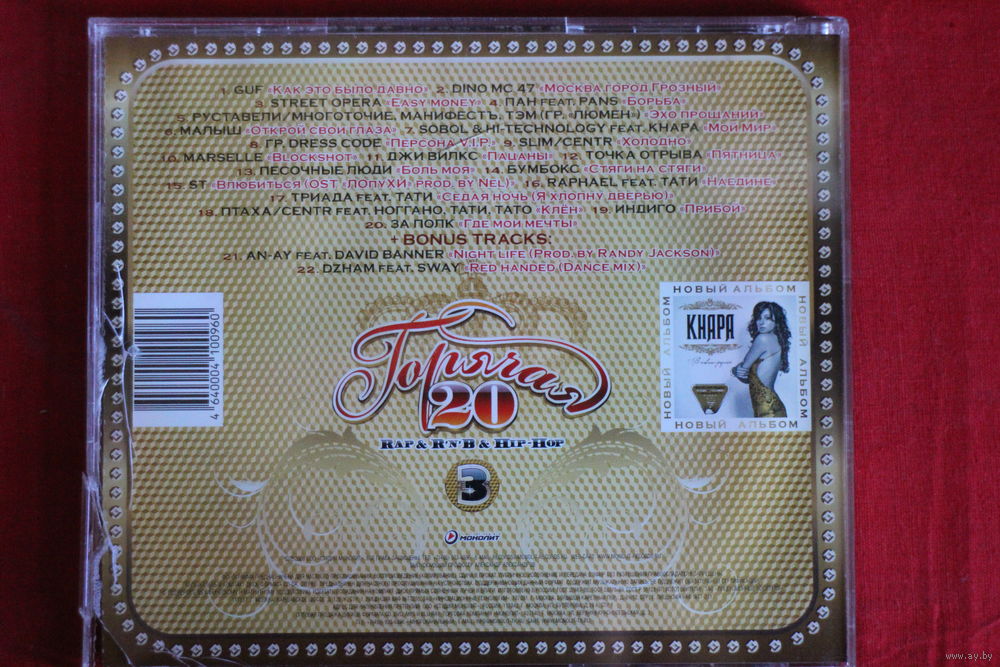 1. GUF «Как это было давно» 2. DINO MC 47 «Москва город Грозный»
3. STREET OPERA «Easy money» 4. ПАН feat. PANS «Борьба»
5. РУСТАВЕЛИ/МНОГОТОЧИЕ, МАНИФЕСТЪ, ТЭМ (ГР. «ЛЮМЕН») «Эхо прощаний»
6. МАЛЫШ «Открой свои глаза» 7. SOBOL & HI-TECHNOLOGY feat. КНАРА «Мой Мир»
8. ГР. DRESS CODE «Персона V.I.P.» 9. SLIM/CENTR «Холодно»
10. MARSELLE «Blockshot» 11. ДЖИ ВИЛКС «Пацаны» 12. ТОЧКА ОТРЫВА «Пятница»
13. ПЕСОЧНЫЕ ЛЮДИ «Боль моя» 14. БУМБОКС «Стяги на стяги»
15. ST «Влюбиться (OST „ЛОПУХИ“ prod. by Nel)» 16. RAPHAEL feat. ТАТИ «Наедине»
17. ТРИАДА feat. ТАТИ «Седая ночь (Я хлопну дверью)»
18. ПТАХА/CENTR feat. НОГГАНО, ТАТИ, ТАТО «Клён» 19. ИНДИГО «Прибой»
20. ЗА ПОЛК «Где мои мечты»
+ BONUS TRACKS:
21. AN-AY feat. DAVID BANNER «Night life (Prod. by Randy Jackson)»
22. DZHAM feat. SWAY «Red handed (Dance mix)»
НОВЫЙ АЛЬБОМ
НОВЫЙ АЛЬБОМ
КНАРА
НОВЫЙ АЛЬБОМ
НОВЫЙ АЛЬБОМ
4 640004 100960
Горячая
20
Rap & R'n'B & Hip-Hop
3
МОНОЛИТ
www.ay.by